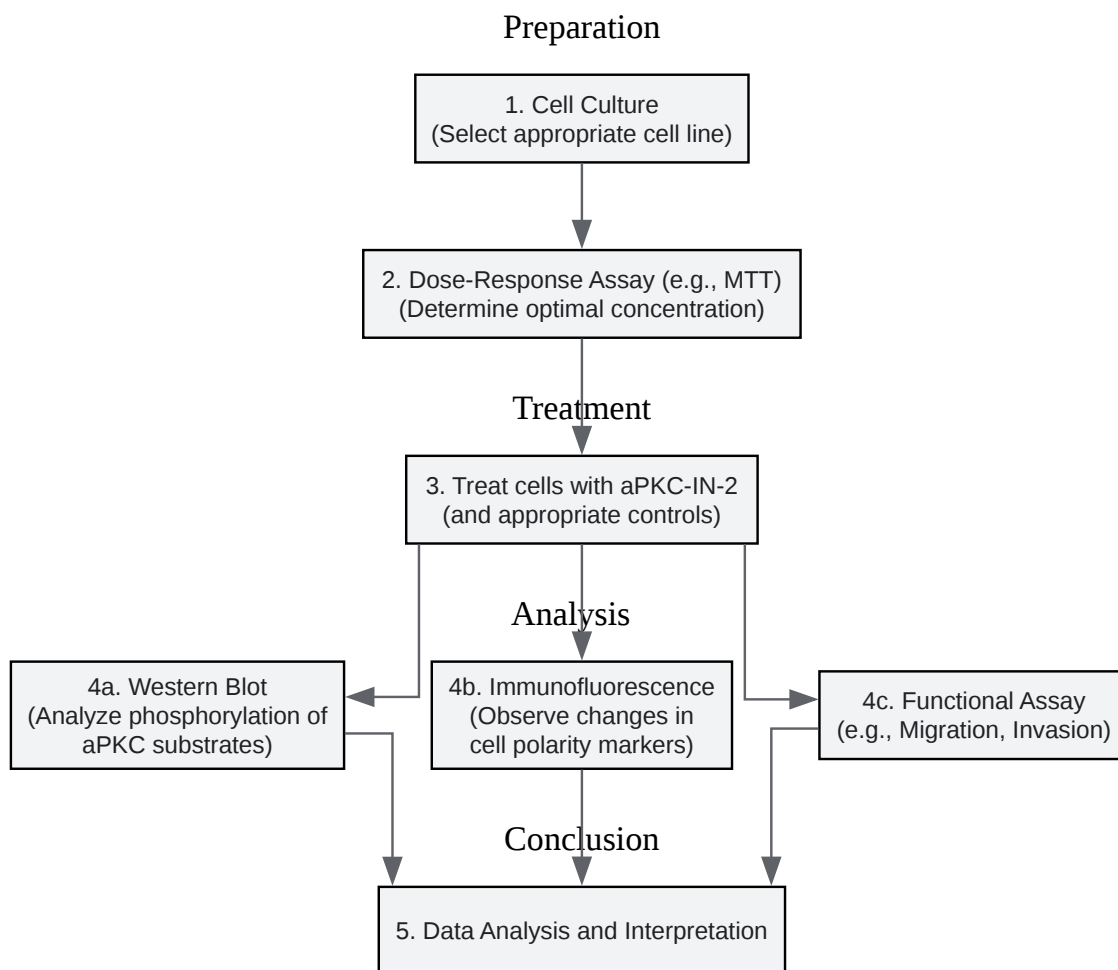 Preparation
1. Cell Culture
(Select appropriate cell line)
2. Dose-Response Assay (e.g., MTT)
(Determine optimal concentration)
Treatment
3. Treat cells with aPKC-IN-2
(and appropriate controls)
Analysis
4a. Western Blot
(Analyze phosphorylation of
aPKC substrates)
4b. Immunofluorescence
(Observe changes in
cell polarity markers)
4c. Functional Assay
(e.g., Migration, Invasion)
Conclusion
5. Data Analysis and Interpretation